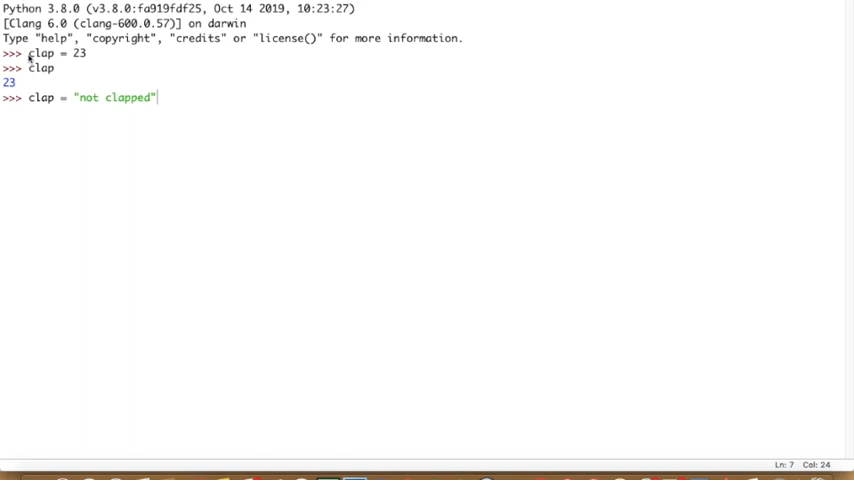 Python 3.8.0 (v3.8.0:fa919fdf25, Oct 14 2019, 10:23:27)
[Clang 6.0 (clang-600.0.57)] on darwin
Type "help", "copyright", "credits" or "license()" for more information.
>>> clap = 23
>>> clap
23
>>> clap = "not clapped"
Ln: 7 Col: 24